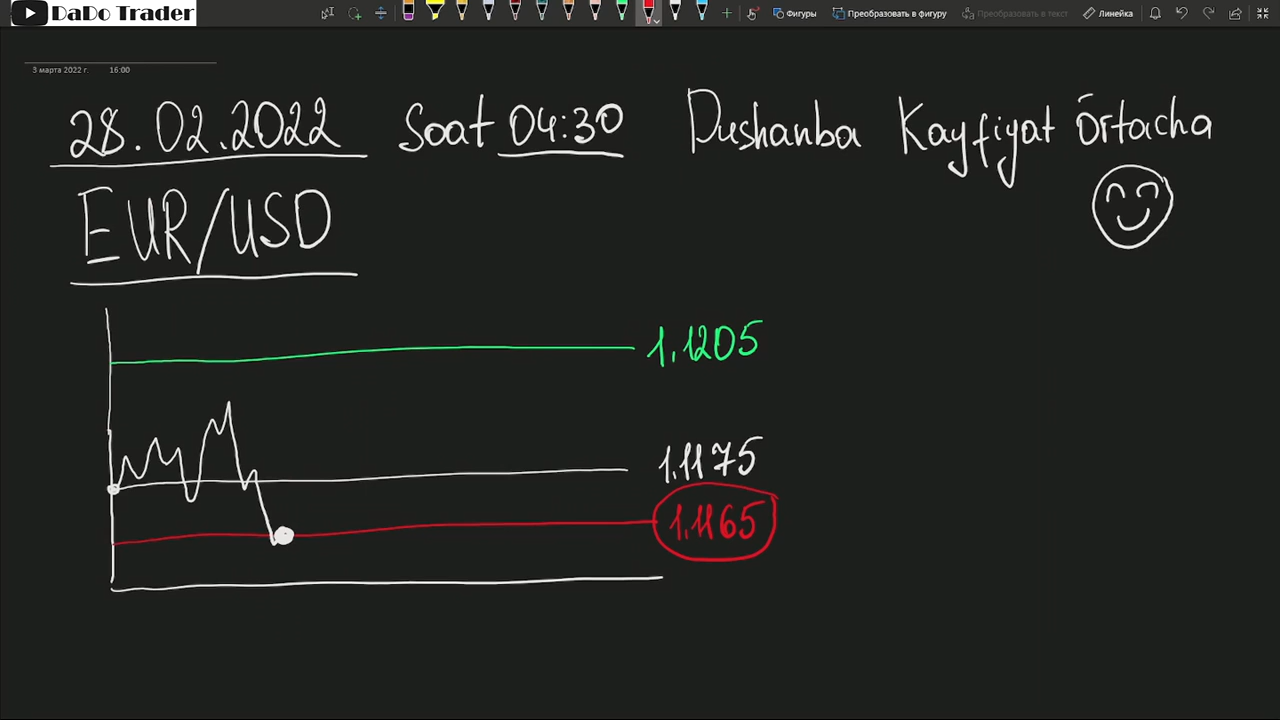 DaDo Trader
Фигуры Преобразовать в фигуру Преобразовать в текст Линейка
3 марта 2022 г. 16:00
28.02.2022 Soat 04:30 Dushanba Kayfiyat Òrtacha
EUR/USD
1.1205
1.1175
1.1165